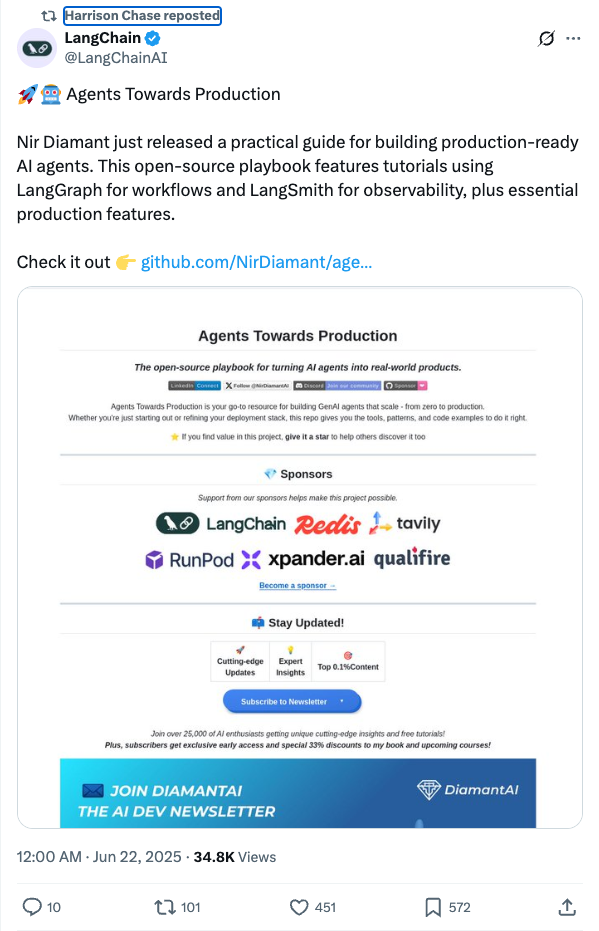 Harrison Chase reposted
LangChain
@LangChainAI
🚀🤖 Agents Towards Production
Nir Diamant just released a practical guide for building production-ready
AI agents. This open-source playbook features tutorials using
LangGraph for workflows and LangSmith for observability, plus essential
production features.
Check it out 👉 github.com/NirDiamant/age...
Agents Towards Production
The open-source playbook for turning AI agents into real-world products.
LinkedIn Connect X Follow @NirDiamantAI Discord Join our community Sponsor
Agents Towards Production is your go-to resource for building GenAI agents that scale - from zero to production.
Whether you're just starting out or refining your deployment stack, this repo gives you the tools, patterns, and code examples to do it right.
⭐ If you find value in this project, give it a star to help others discover it too
💎 Sponsors
Support from our sponsors helps make this project possible.
LangChain Redis tavily
RunPod xpander.ai qualifire
Become a sponsor →
📫 Stay Updated!
🚀 💡 🎯
Cutting-edge Updates
Expert Insights
Top 0.1%Content
Subscribe to Newsletter
Join over 25,000 of AI enthusiasts getting unique cutting-edge insights and free tutorials!
Plus, subscribers get exclusive early access and special 33% discounts to my book and upcoming courses!
JOIN DIAMANTAI
THE AI DEV NEWSLETTER
DiamantAI
12:00 AM · Jun 22, 2025 · 34.8K Views
10 101 451 572